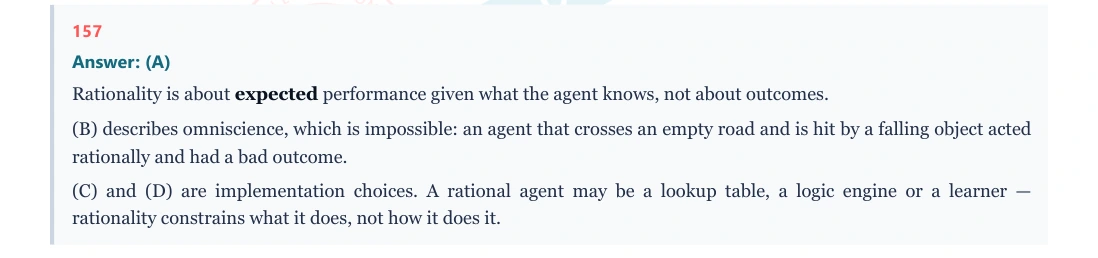 157
Answer: (A)
Rationality is about expected performance given what the agent knows, not about outcomes.
(B) describes omniscience, which is impossible: an agent that crosses an empty road and is hit by a falling object acted
rationally and had a bad outcome.
(C) and (D) are implementation choices. A rational agent may be a lookup table, a logic engine or a learner —
rationality constrains what it does, not how it does it.